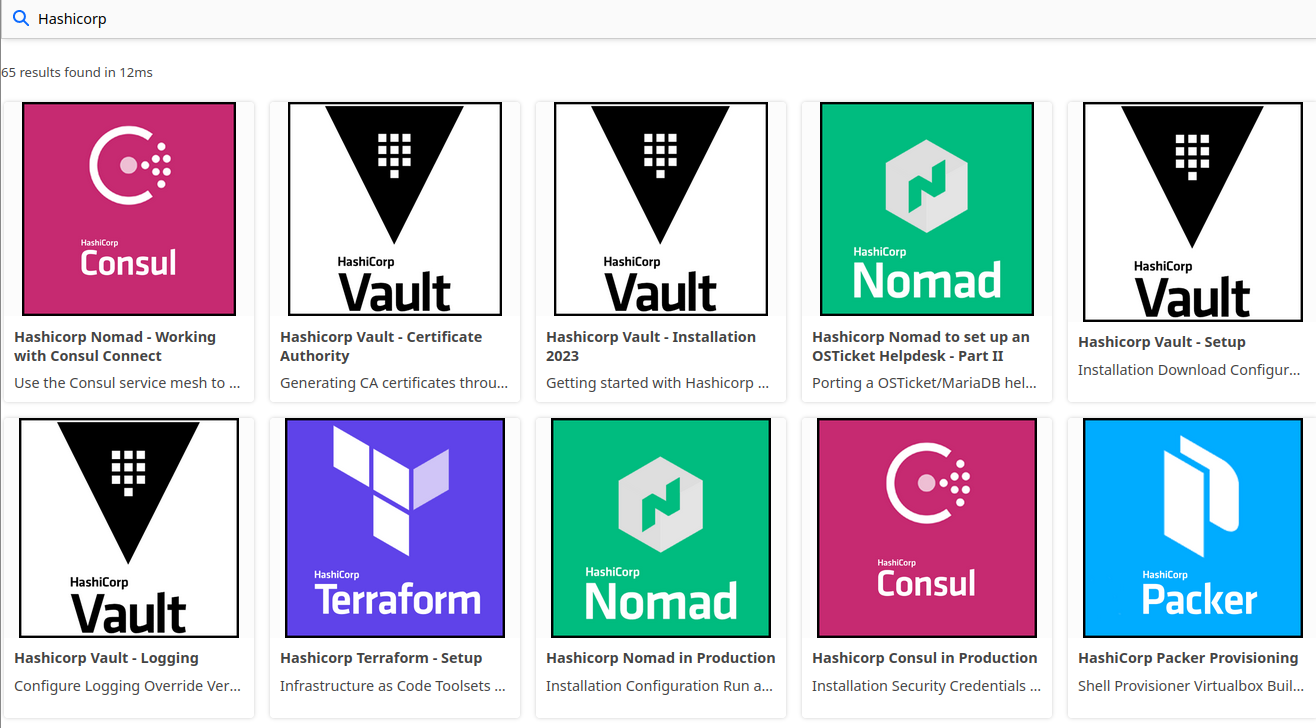 Hashicorp
65 results found in 12ms
HashiCorp
Consul
Hashicorp Nomad - Working
with Consul Connect
Use the Consul service mesh to ...
HashiCorp
Vault
Hashicorp Vault - Certificate
Authority
Generating CA certificates throu...
HashiCorp
Vault
Hashicorp Vault - Installation
2023
Getting started with Hashicorp ...
HashiCorp
Nomad
Hashicorp Nomad to set up an
OSTicket Helpdesk - Part II
Porting a OSTicket/MariaDB hel...
HashiCorp
Vault
Hashicorp Vault - Setup
Installation Download Configur...
HashiCorp
Vault
Hashicorp Vault - Logging
Configure Logging Override Ver...
HashiCorp
Terraform
Hashicorp Terraform - Setup
Infrastructure as Code Toolsets ...
HashiCorp
Nomad
Hashicorp Nomad in Production
Installation Configuration Run a...
HashiCorp
Consul
Hashicorp Consul in Production
Installation Security Credentials ...
HashiCorp
Packer
HashiCorp Packer Provisioning
Shell Provisioner Virtualbox Buil...